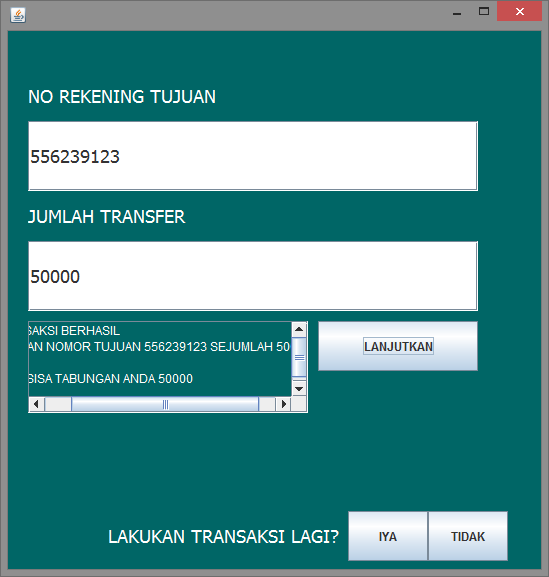 NO REKENING TUJUAN
556239123
JUMLAH TRANSFER
50000
SAKSI BERHASIL
AN NOMOR TUJUAN 556239123 SEJUMLAH 50
SISA TABUNGAN ANDA 50000
LANJUTKAN
LAKUKAN TRANSAKSI LAGI?
IYA
TIDAK